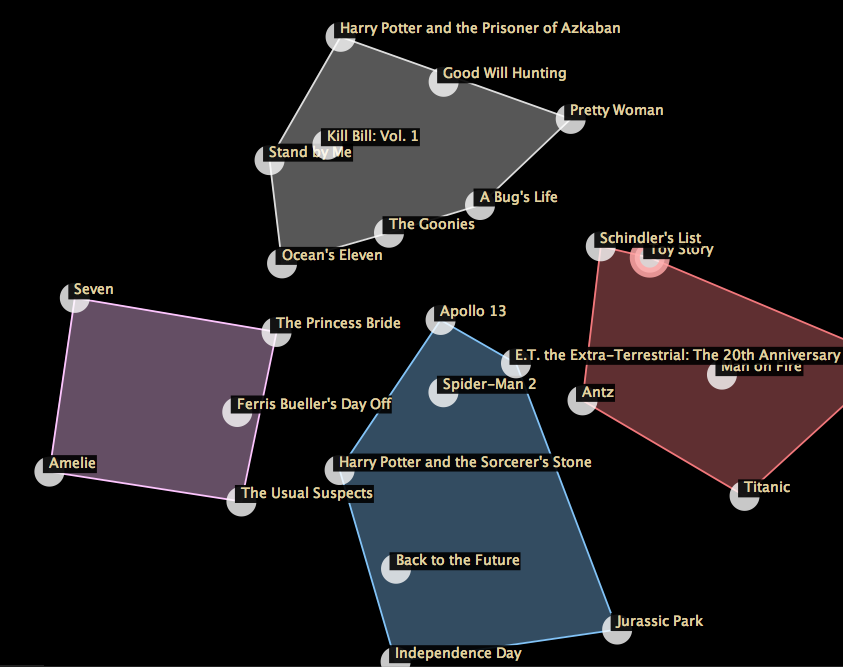 Harry Potter and the Prisoner of Azkaban
Good Will Hunting
Pretty Woman
Kill Bill: Vol. 1
Stand by Me
A Bug's Life
The Goonies
Schindler's List
Toy Story
Ocean's Eleven
Seven
Apollo 13
The Princess Bride
E.T. the Extra-Terrestrial: The 20th Anniversary
Man on Fire
Spider-Man 2
Antz
Ferris Bueller's Day Off
Amelie
Harry Potter and the Sorcerer's Stone
Titanic
The Usual Suspects
Back to the Future
Jurassic Park
Independence Day